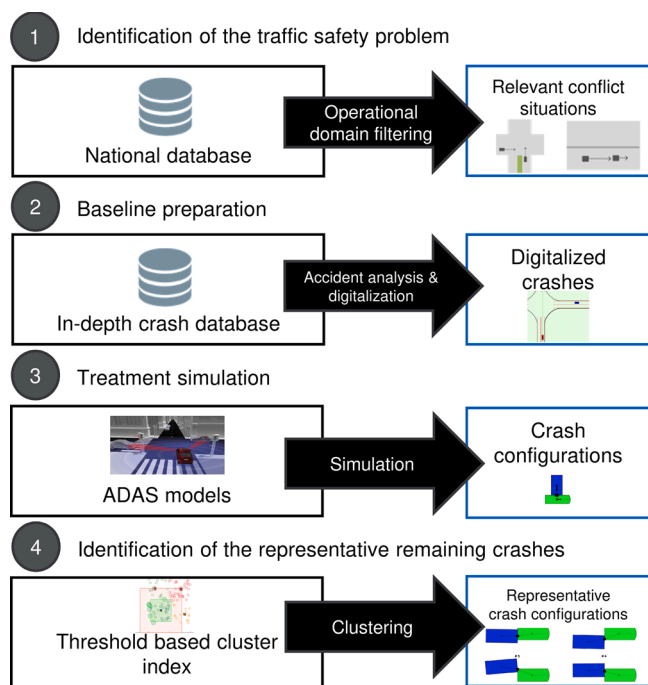 1
Identification of the traffic safety problem
National database
Operational
domain filtering
Relevant conflict
situations
2
Baseline preparation
In-depth crash database
Accident analysis &
digitalization
Digitalized
crashes
3
Treatment simulation
ADAS models
Simulation
Crash
configurations
4
Identification of the representative remaining crashes
Threshold based cluster
index
Clustering
Representative
crash configurations